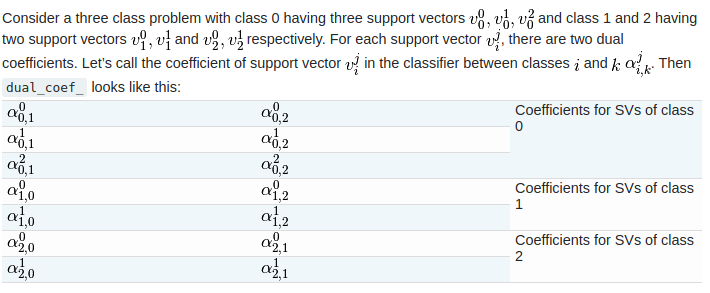 Consider a three class problem with class 0 having three support vectors $v_0^0, v_0^1, v_0^2$ and class 1 and 2 having
two support vectors $v_1^0, v_1^1$ and $v_2^0, v_2^1$ respectively. For each support vector $v_i^j$, there are two dual
coefficients. Let's call the coefficient of support vector $v_i^j$ in the classifier between classes $i$ and $k$ $\alpha_{i,k}^j$. Then
dual_coef_ looks like this:
$\alpha_{0,1}^0$ $\alpha_{0,2}^0$ Coefficients for SVs of class
0
$\alpha_{0,1}^1$ $\alpha_{0,2}^1$
$\alpha_{0,1}^2$ $\alpha_{0,2}^2$
$\alpha_{1,0}^0$ $\alpha_{1,2}^0$ Coefficients for SVs of class
1
$\alpha_{1,0}^1$ $\alpha_{1,2}^1$
$\alpha_{2,0}^0$ $\alpha_{2,1}^0$ Coefficients for SVs of class
2
$\alpha_{2,0}^1$ $\alpha_{2,1}^1$